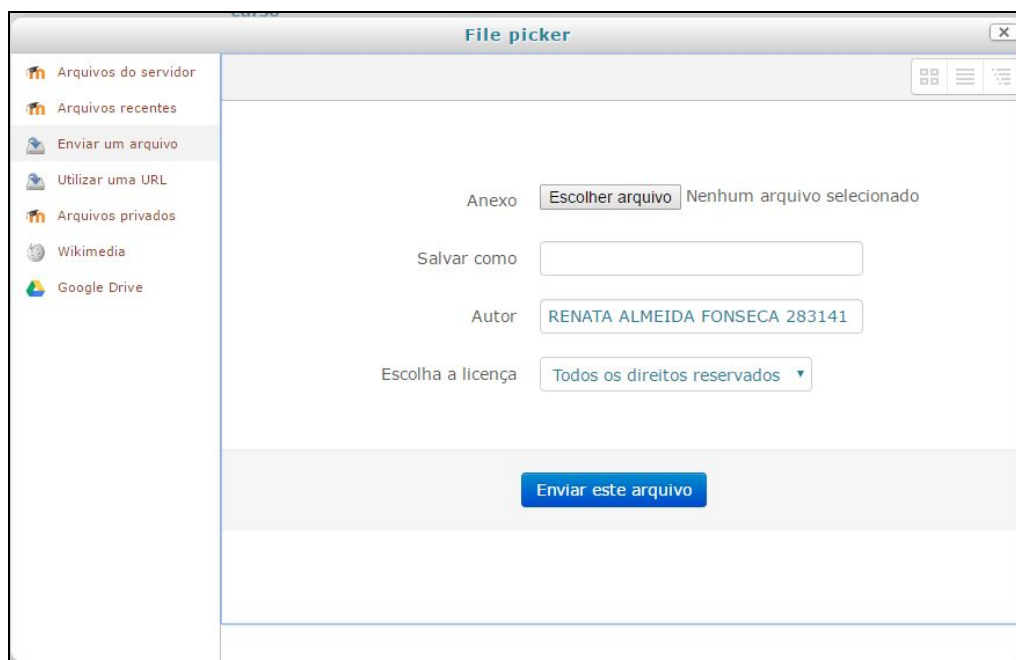 File picker
Arquivos do servidor
Arquivos recentes
Enviar um arquivo
Utilizar uma URL
Arquivos privados
Wikimedia
Google Drive
Anexo Escolher arquivo Nenhum arquivo selecionado
Salvar como
Autor RENATA ALMEIDA FONSECA 283141
Escolha a licença Todos os direitos reservados
Enviar este arquivo